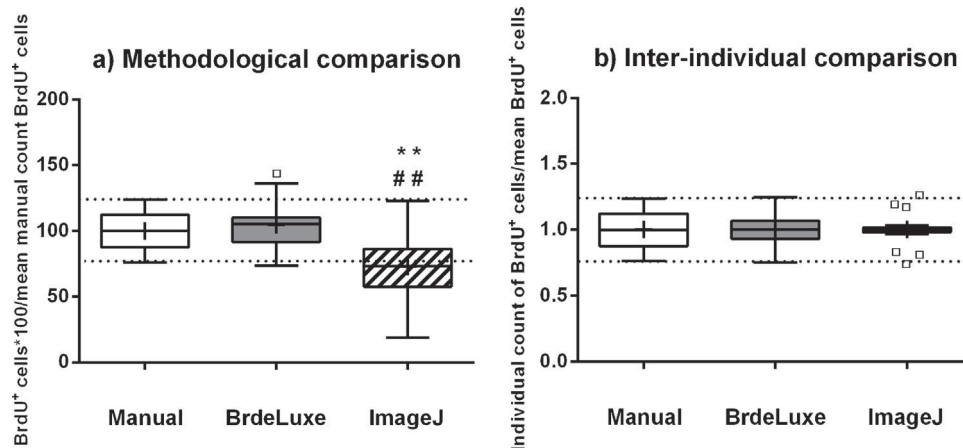 a) Methodological comparison
BrdU⁺ cells*100/mean manual count BrdU⁺ cells
200
150
100
50
0
* *
# #
Manual
BrdeLuxe
ImageJ
b) Inter-individual comparison
Individual count of BrdU⁺ cells/mean BrdU⁺ cells
2.0
1.5
1.0
0.5
0.0
Manual
BrdeLuxe
ImageJ